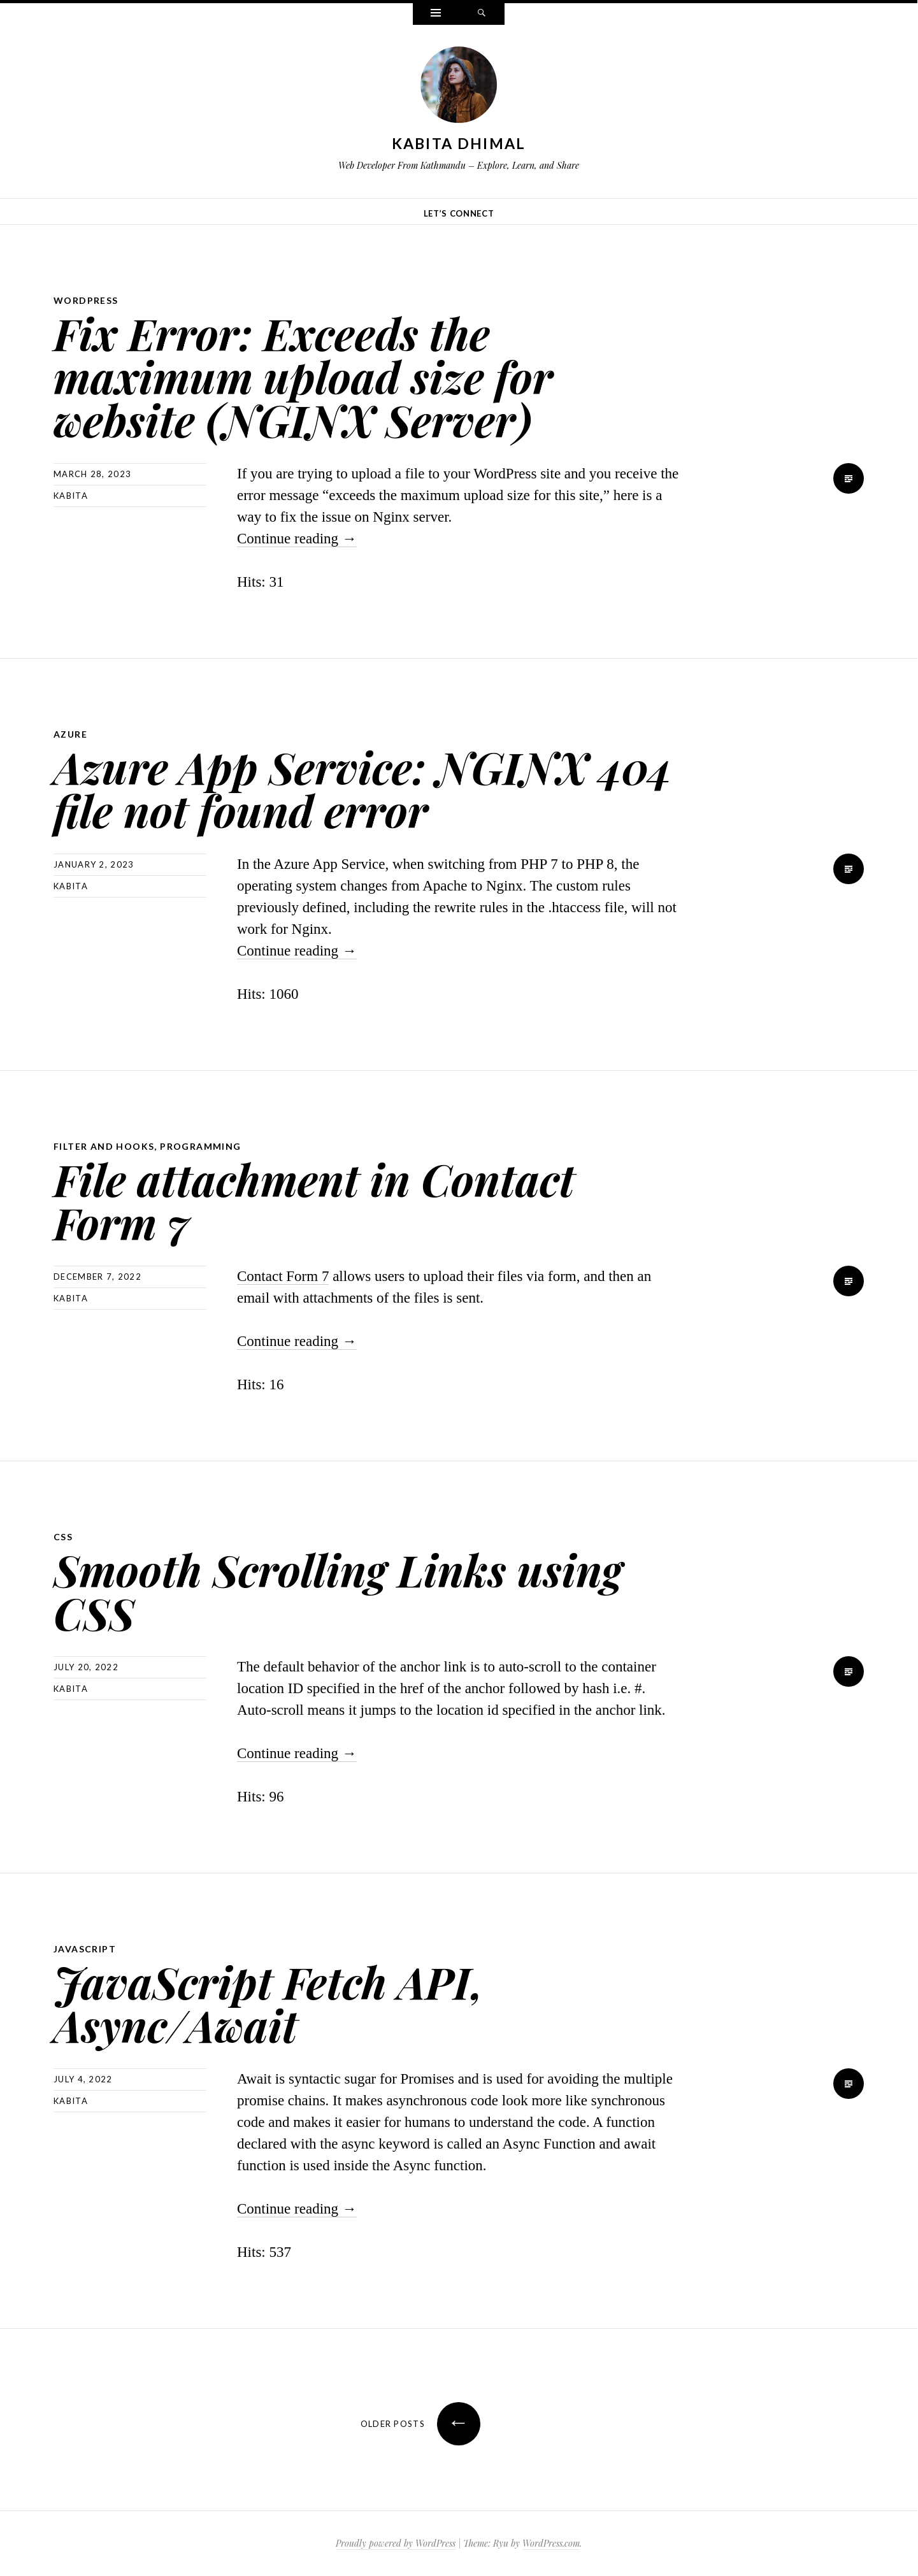 KABITA DHIMAL
Web Developer From Kathmandu – Explore, Learn, and Share
LET'S CONNECT
WORDPRESS
Fix Error: Exceeds the
maximum upload size for
website (NGINX Server)
MARCH 28, 2023
KABITA
If you are trying to upload a file to your WordPress site and you receive the
error message “exceeds the maximum upload size for this site,” here is a
way to fix the issue on Nginx server.
Continue reading →
Hits: 31
AZURE
Azure App Service: NGINX 404
file not found error
JANUARY 2, 2023
KABITA
In the Azure App Service, when switching from PHP 7 to PHP 8, the
operating system changes from Apache to Nginx. The custom rules
previously defined, including the rewrite rules in the .htaccess file, will not
work for Nginx.
Continue reading →
Hits: 1060
FILTER AND HOOKS, PROGRAMMING
File attachment in Contact
Form 7
DECEMBER 7, 2022
KABITA
Contact Form 7 allows users to upload their files via form, and then an
email with attachments of the files is sent.
Continue reading →
Hits: 16
CSS
Smooth Scrolling Links using
CSS
JULY 20, 2022
KABITA
The default behavior of the anchor link is to auto-scroll to the container
location ID specified in the href of the anchor followed by hash i.e. #.
Auto-scroll means it jumps to the location id specified in the anchor link.
Continue reading →
Hits: 96
JAVASCRIPT
JavaScript Fetch API,
Async/Await
JULY 4, 2022
KABITA
Await is syntactic sugar for Promises and is used for avoiding the multiple
promise chains. It makes asynchronous code look more like synchronous
code and makes it easier for humans to understand the code. A function
declared with the async keyword is called an Async Function and await
function is used inside the Async function.
Continue reading →
Hits: 537
OLDER POSTS ←
Proudly powered by WordPress | Theme: Ryu by WordPress.com.